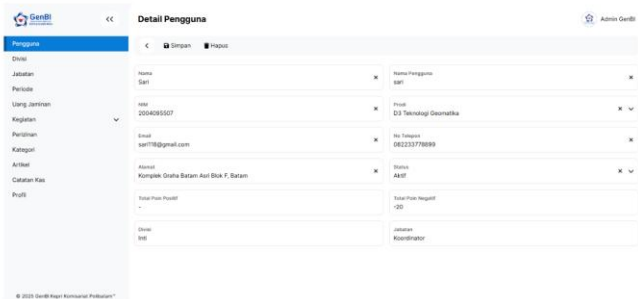 GenBI
<<
Detail Pengguna
Admin GenBI
Pengguna
Simpan
Hapus
Divisi
Jabatan
Periode
Uang Jaminan
Kegiatan
Perizinan
Kategori
Artikel
Catatan Kas
Profil
Nama
Sari
Nama Pengguna
sari
NIM
2004095507
Prodi
D3 Teknologi Geomatika
Email
sari118@gmail.com
No Telepon
082233778899
Alamat
Komplek Graha Batam Asri Blok F, Batam
Status
Aktif
Total Poin Positif
-
Total Poin Negatif
-20
Divisi
Inti
Jabatan
Koordinator
© 2025 GenBI Kepri Komisariat Polibatam™